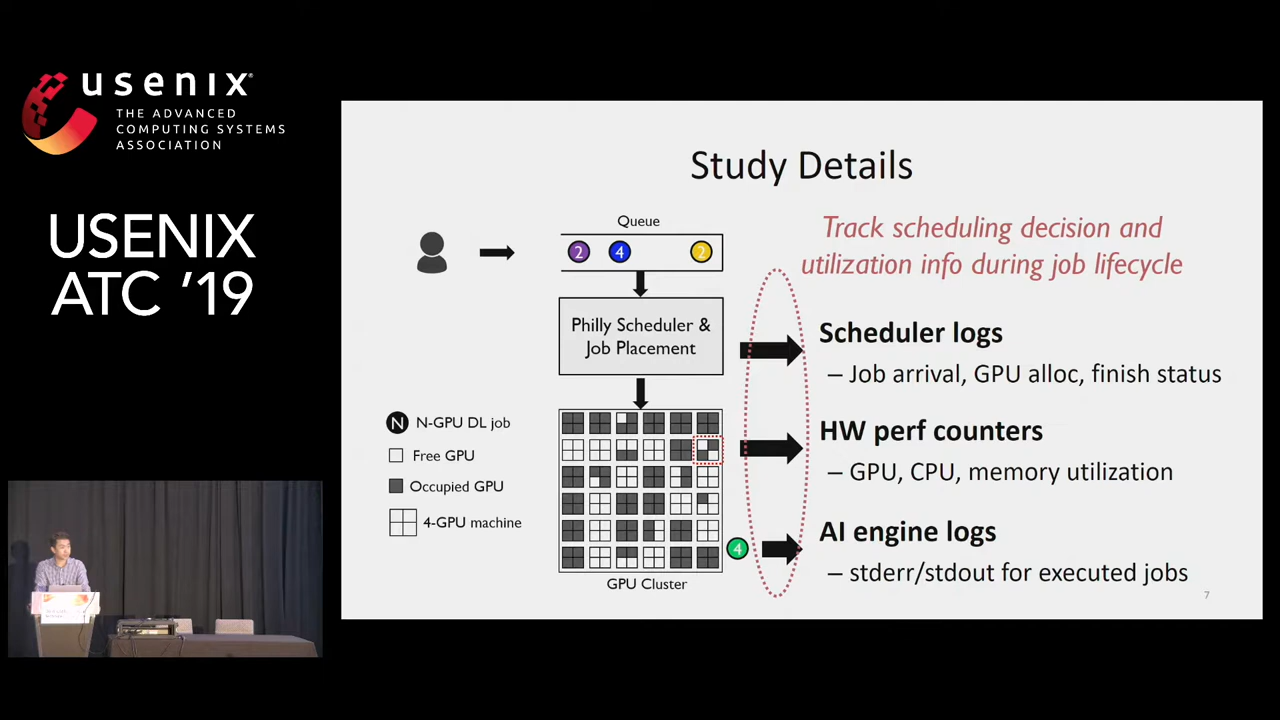 usenix
THE ADVANCED
COMPUTING SYSTEMS
ASSOCIATION
USENIX
ATC '19
Study Details
Queue
2 4 2
Philly Scheduler &
Job Placement
N N-GPU DL job
Free GPU
Occupied GPU
4-GPU machine
4
GPU Cluster
Track scheduling decision and
utilization info during job lifecycle
Scheduler logs
– Job arrival, GPU alloc, finish status
HW perf counters
– GPU, CPU, memory utilization
AI engine logs
– stderr/stdout for executed jobs
7